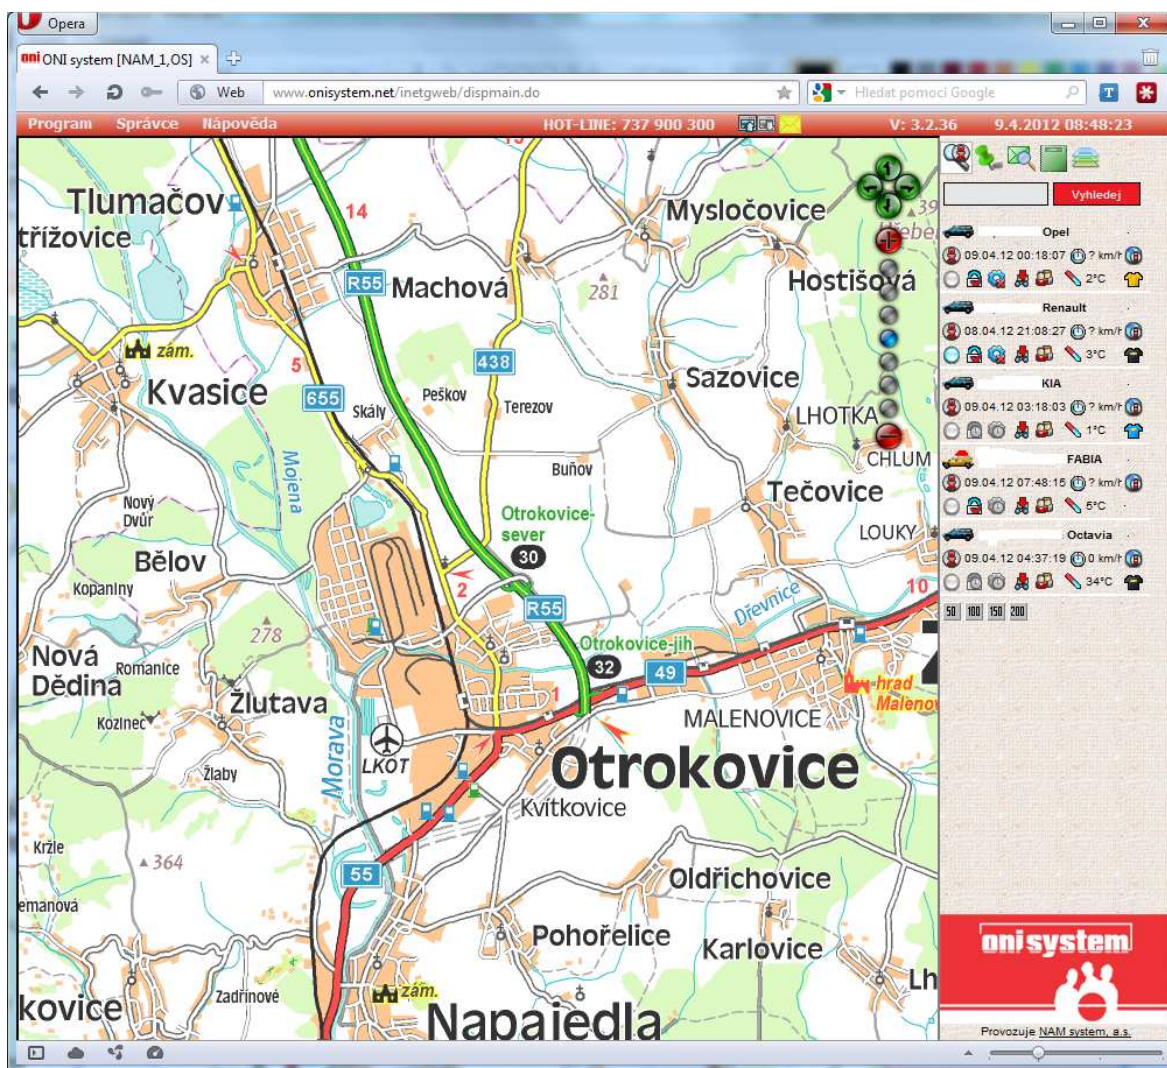 Opera
oni ONI system [NAM_1,OS]
Web www.onisystem.net/inetgweb/dispmain.do Hledat pomocí Google
Program Správce Nápověda HOT-LINE: 737 900 300 V: 3.2.36 9.4.2012 08:48:23
Vyhledej
Opel
09.04.12 00:18:07 ? km/h
2°C
Renault
08.04.12 21:08:27 ? km/h
3°C
KIA
09.04.12 03:18:03 ? km/h
1°C
FABIA
09.04.12 07:48:15 ? km/h
5°C
Octavia
09.04.12 04:37:19 0 km/h
34°C
50 100 150 200
Tlumačov
14
Mysločovice
třížovice
R55
Machová
281
Hostišová
zám.
5
438
Kvasice
655
Peškov
Sazovice
Skály
Terezov
LHOTKA
Mojena
Buňov
CHLUM
Tečovice
Nový
Dvůr
Otrokovice-
sever
LOUKY
30
Bělov
2
Kopaniny
R55
Dřevnice
10
278
Otrokovice-jih
Nová
Dědina
Romanice
32
49
hrad
Malenov
Žlutava
1
Kozinec
MALENOVICE
Morava
LKOT
Otrokovice
Žlaby
Kvítkovice
Kržle
364
55
Oldřichovice
emanová
Pohořelice
Karlovice
zám.
Lh
Zadřínové
kovice
Napajedla
oni system
Provozuje NAM system, a.s.